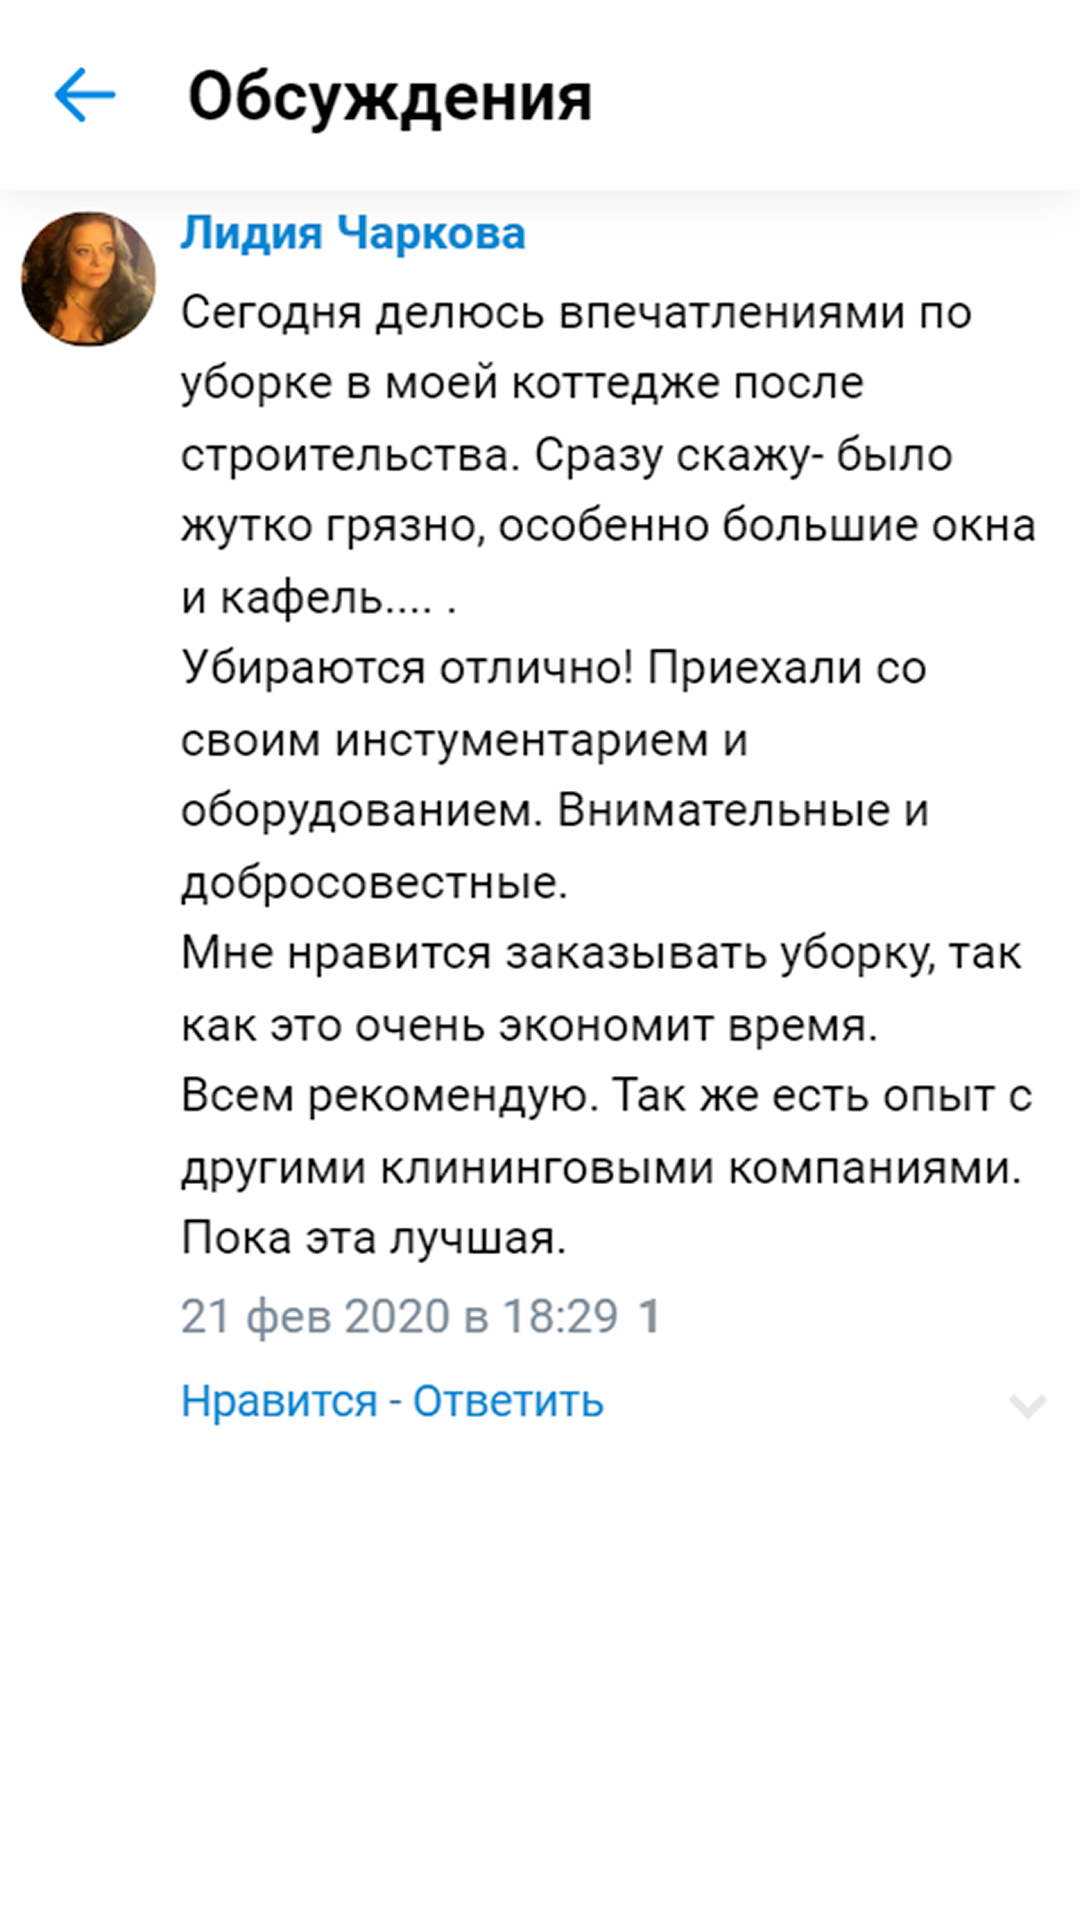 Обсуждения
Лидия Чаркова
Сегодня делюсь впечатлениями по
уборке в моей коттедже после
строительства. Сразу скажу- было
жутко грязно, особенно большие окна
и кафель.... .
Убираются отлично! Приехали со
своим инстументарием и
оборудованием. Внимательные и
добросовестные.
Мне нравится заказывать уборку, так
как это очень экономит время.
Всем рекомендую. Так же есть опыт с
другими клининговыми компаниями.
Пока эта лучшая.
21 фев 2020 в 18:29 1
Нравится - Ответить